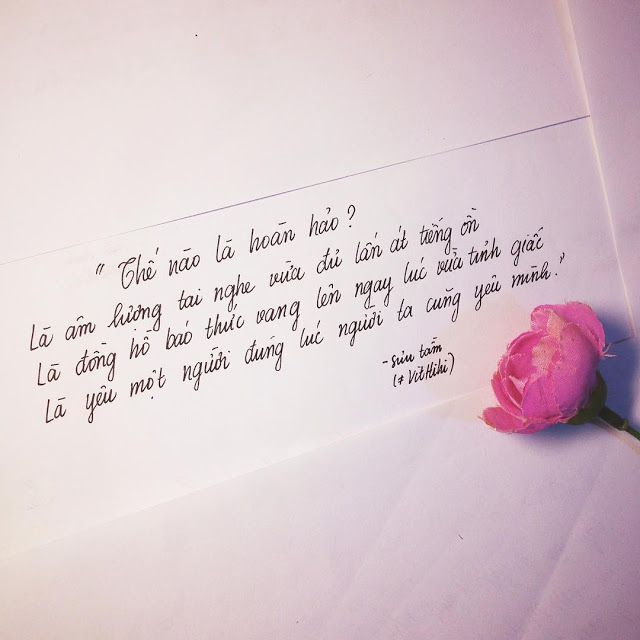 "Thế nào là hoàn hảo?
Là âm lượng tai nghe vừa đủ lấn át tiếng ồn
Là đồng hồ báo thức vang lên ngay lúc vừa tỉnh giấc
Là yêu một người đúng lúc người ta cũng yêu mình."
- sưu tầm
(#VitHihi)